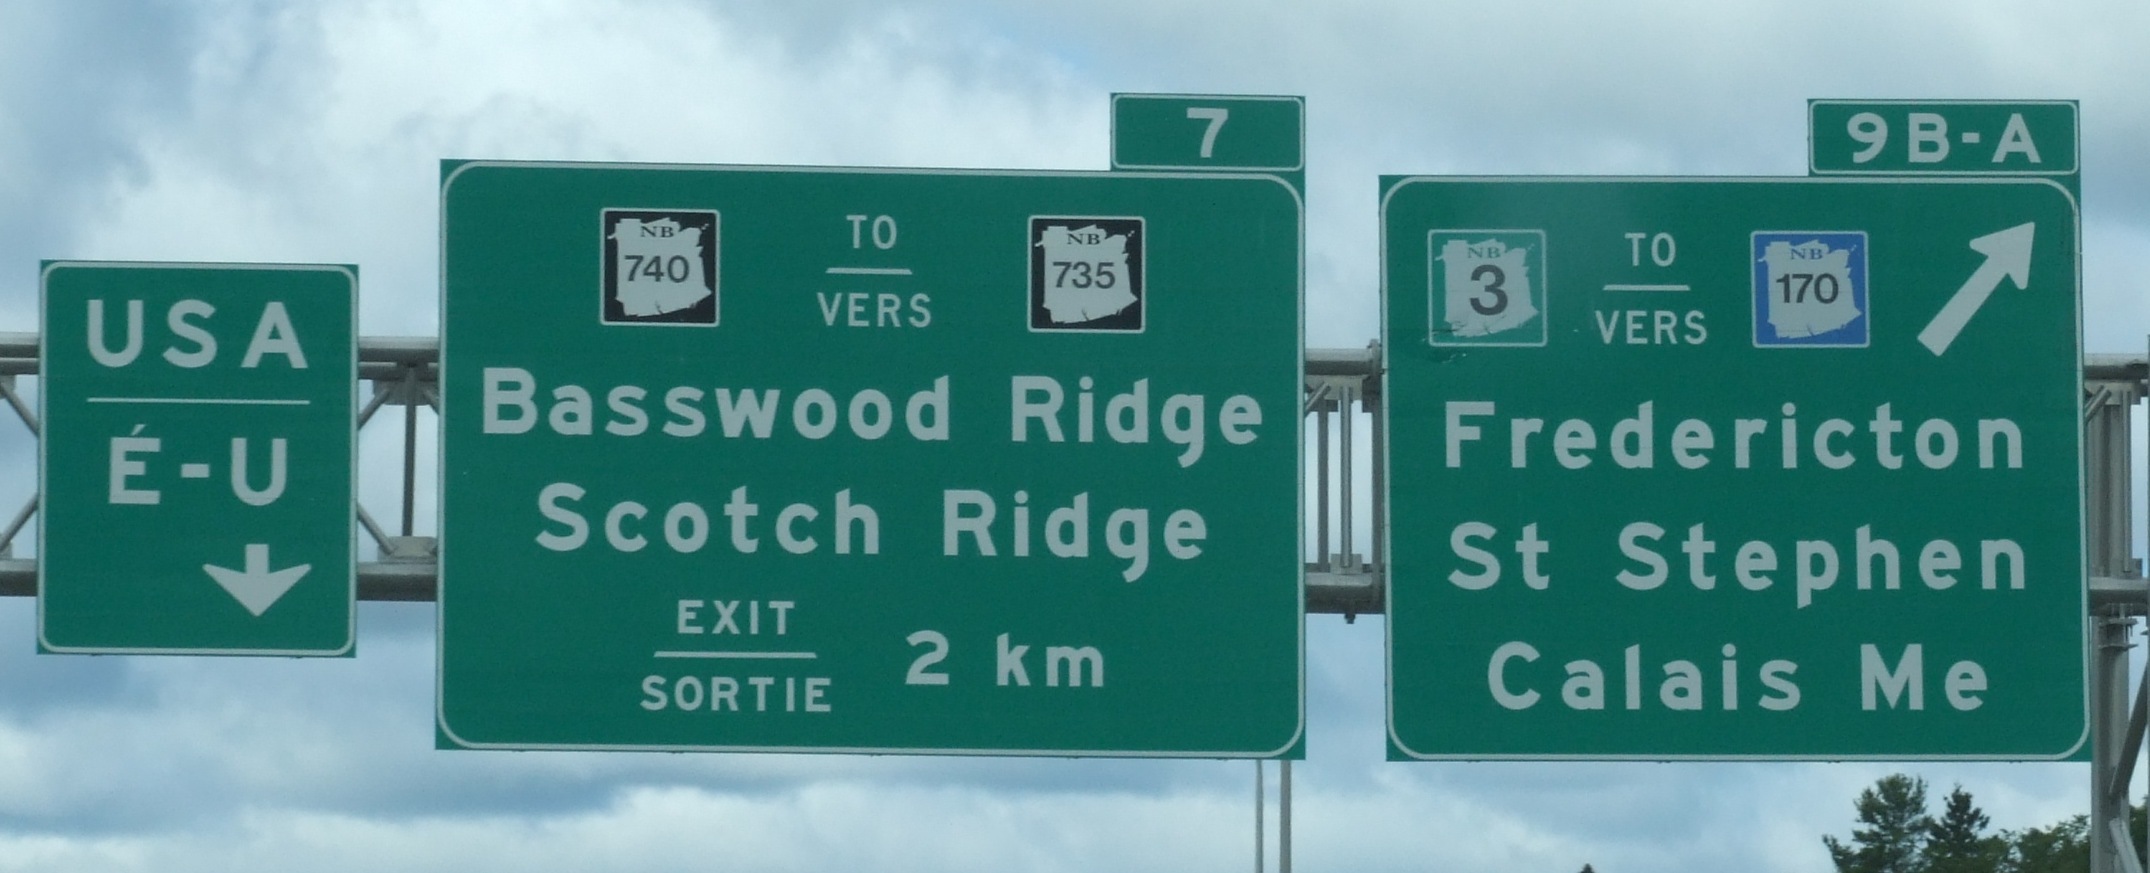 USA
É-U
7
NB 740 TO VERS NB 735
Basswood Ridge
Scotch Ridge
EXIT
SORTIE 2 km
9B-A
NB 3 TO VERS NB 170
Fredericton
St Stephen
Calais Me